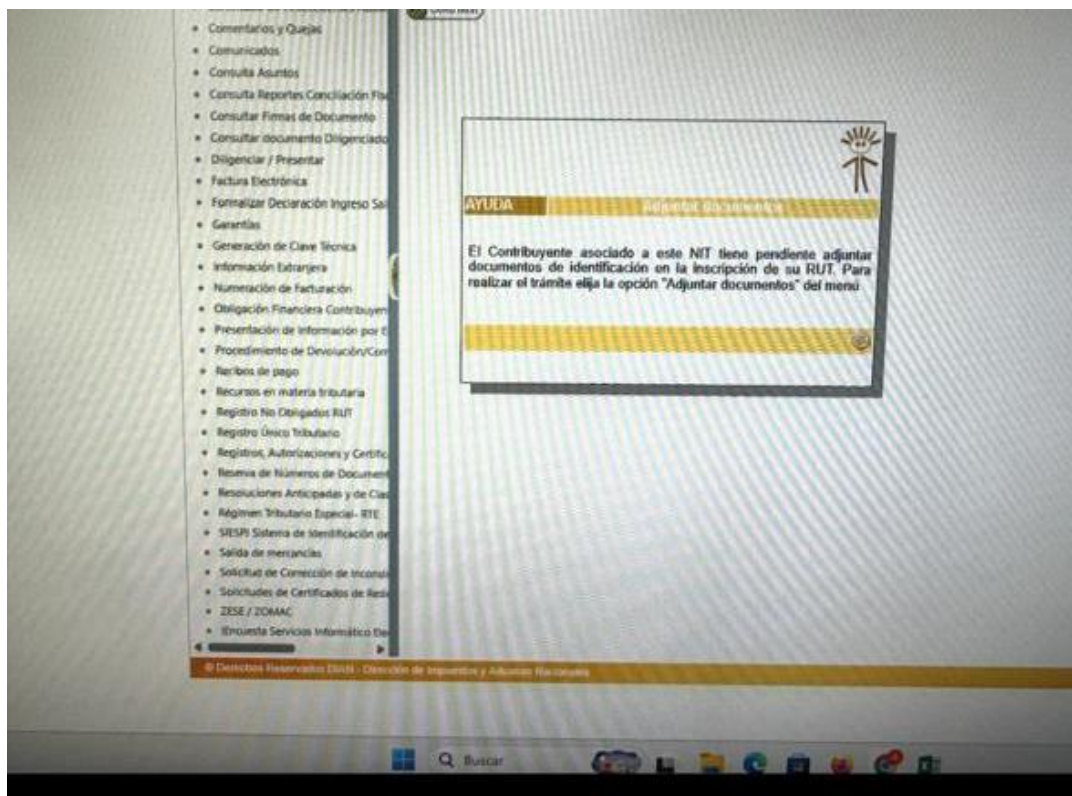 Comentarios y Quejas
Comunicados
Consulta Asuntos
Consulta Reportes Conciliación Fis
Consultar Firmas de Documento
Consultar documento Diligenciado
Diligenciar / Presentar
Factura Electrónica
Formalizar Declaración Ingreso Sal
Garantías
Generación de Clave Técnica
Información Extranjera
Numeración de Facturación
Obligación Financiera Contribuyen
Presentación de Información por E
Procedimiento de Devolución/Com
Recibos de pago
Recursos en materia tributaria
Registro No Obligados RUT
Registro Único Tributario
Registros, Autorizaciones y Certific
Reserva de Números de Document
Resoluciones Anticipadas y de Clas
Régimen Tributario Especial- RTE
SIESPI Sistema de Identificación de
Salida de mercancías
Solicitud de Corrección de Inconsis
Solicitudes de Certificados de Resi
ZESE / ZOMAC
Encuesta Servicios Informático Ele
AYUDA Adjuntar documentos
El Contribuyente asociado a este NIT tiene pendiente adjuntar
documentos de identificación en la inscripción de su RUT. Para
realizar el trámite elija la opción "Adjuntar documentos" del menú
© Derechos Reservados DIAN - Dirección de Impuestos y Aduanas Nacionales
Buscar